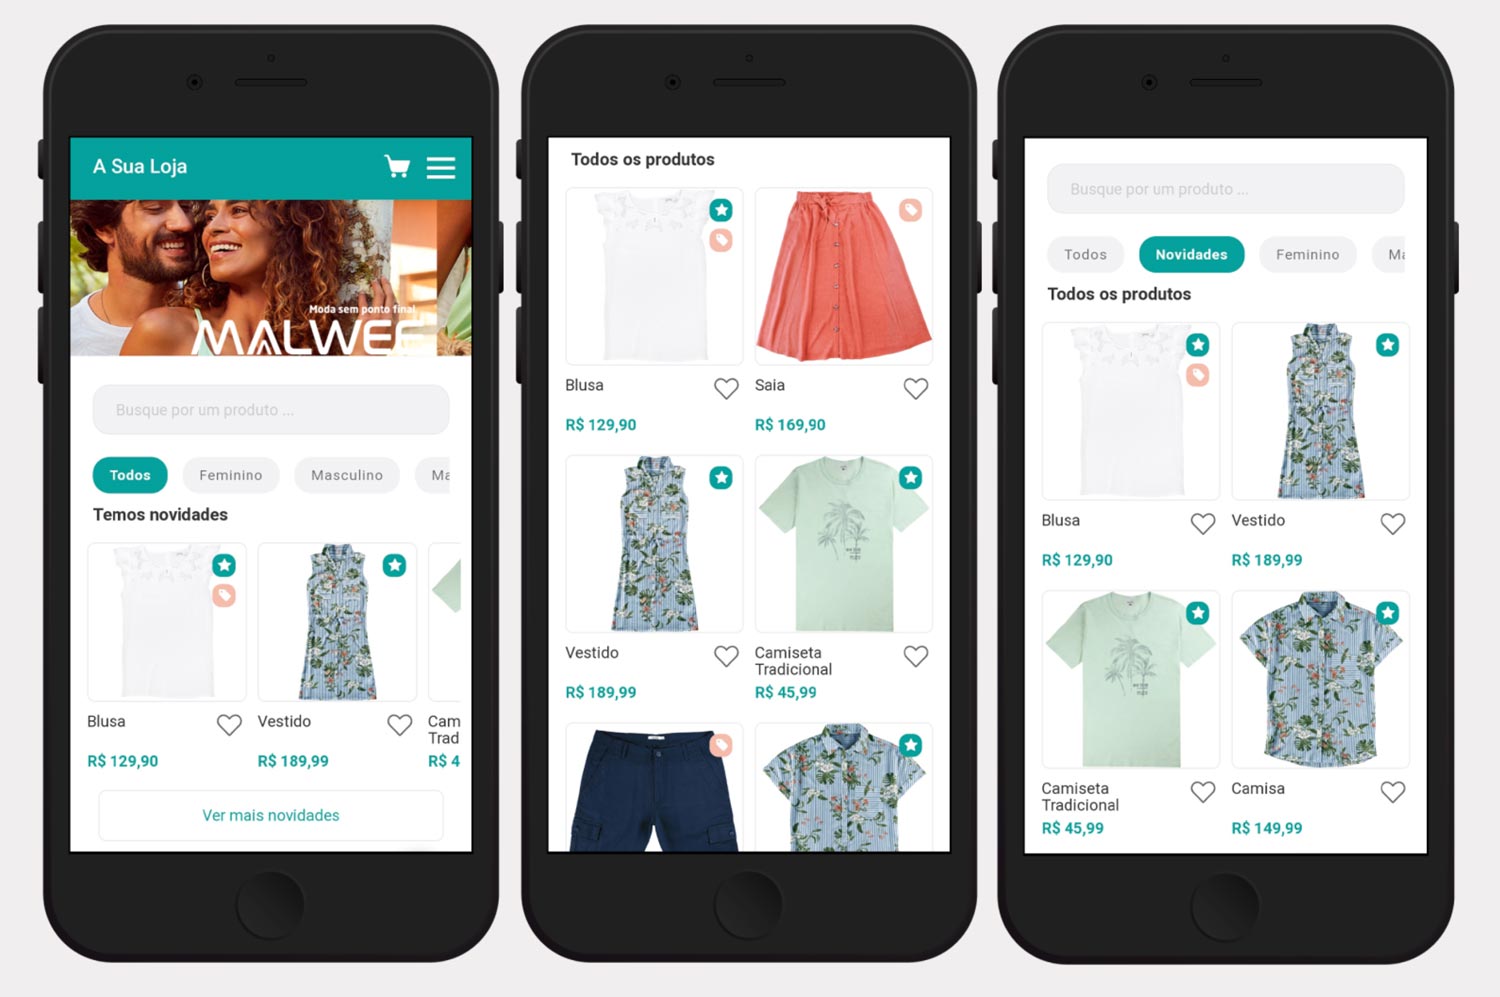 A Sua Loja
Moda sem ponto final
MALWEE
Busque por um produto ...
Todos
Feminino
Masculino
Ma
Temos novidades
Blusa
R$ 129,90
Vestido
R$ 189,99
Cam
Trad
R$ 4
Ver mais novidades
Todos os produtos
Blusa
R$ 129,90
Saia
R$ 169,90
Vestido
R$ 189,99
Camiseta
Tradicional
R$ 45,99
Busque por um produto ...
Todos
Novidades
Feminino
Ma
Todos os produtos
Blusa
R$ 129,90
Vestido
R$ 189,99
Camiseta
Tradicional
R$ 45,99
Camisa
R$ 149,99